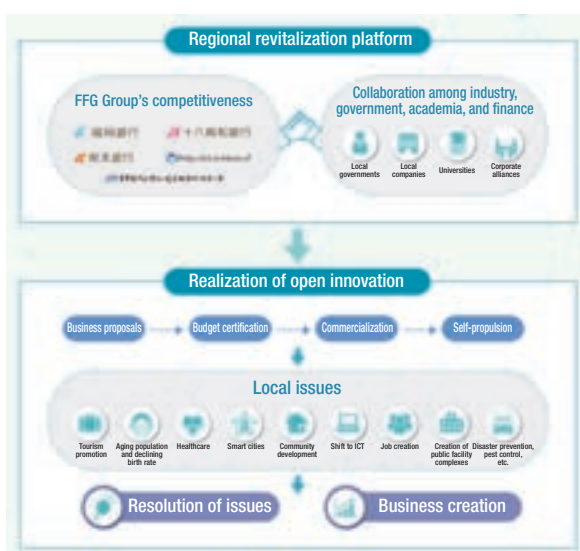 Regional revitalization platform
FFG Group's competitiveness
Collaboration among industry,
government, academia, and finance
福岡銀行
十八親和銀行
熊本銀行
Local
governments
Local
companies
Universities
Corporate
alliances
Realization of open innovation
Business proposals
Budget certification
Commercialization
Self-propulsion
Local issues
Tourism
promotion
Aging population
and declining
birth rate
Healthcare
Smart cities
Community
development
Shift to ICT
Job creation
Creation of
public facility
complexes
Disaster prevention,
pest control,
etc.
Resolution of issues
Business creation